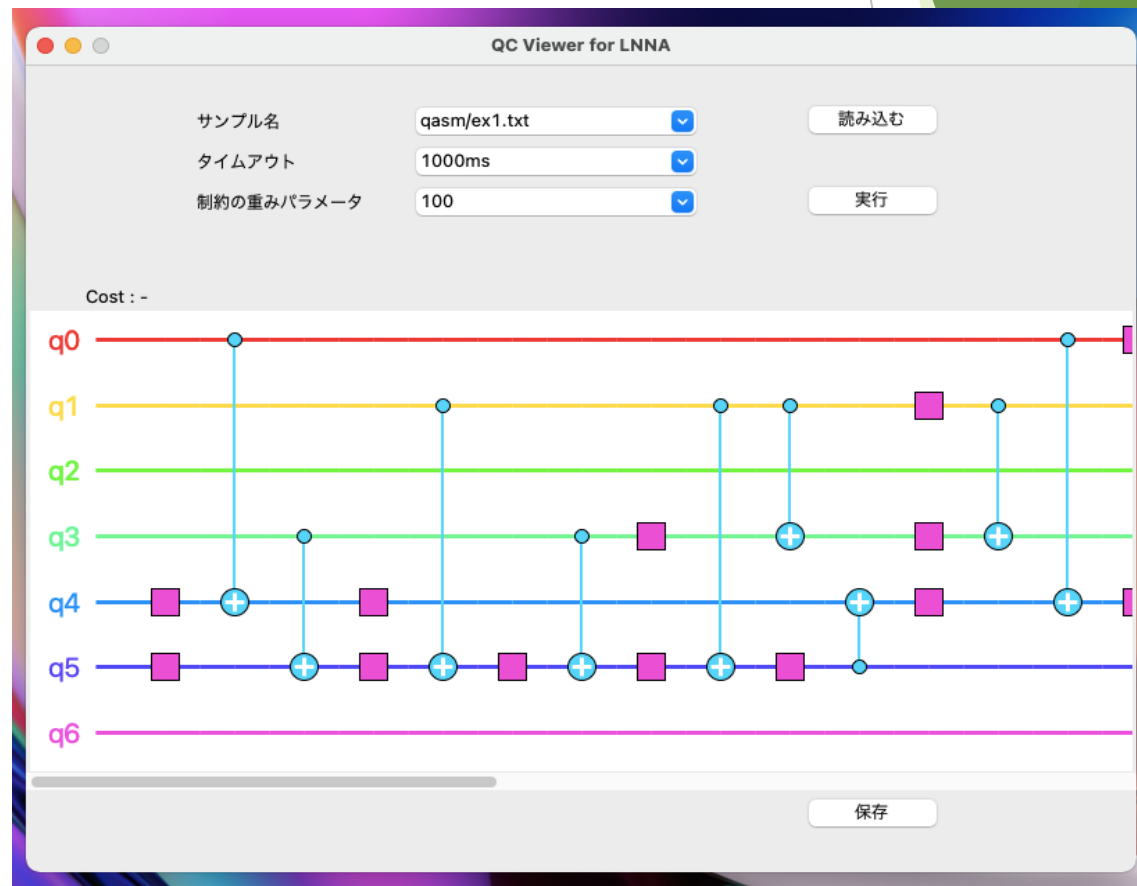 QC Viewer for LNNA
サンプル名 qasm/ex1.txt 読み込む
タイムアウト 1000ms
制約の重みパラメータ 100 実行
Cost : -
q0
q1
q2
q3
q4
q5
q6
保存